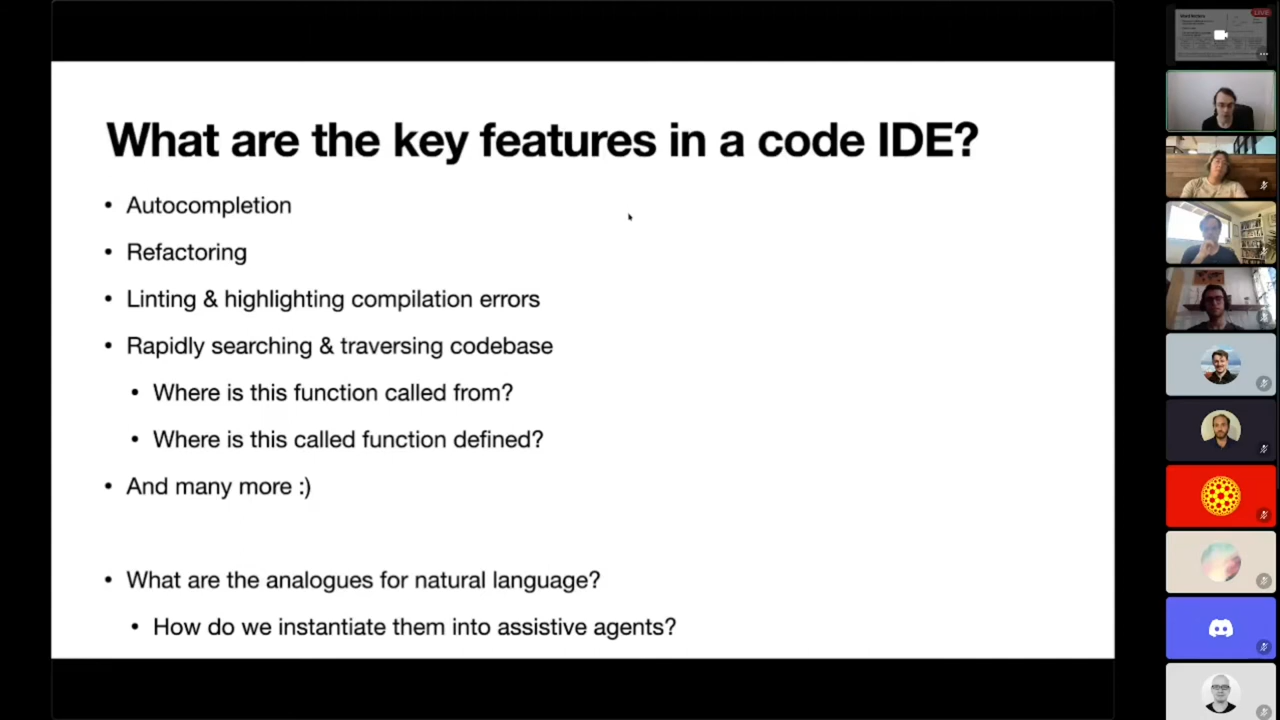 What are the key features in a code IDE?
• Autocompletion
• Refactoring
• Linting & highlighting compilation errors
• Rapidly searching & traversing codebase
• Where is this function called from?
• Where is this called function defined?
• And many more :)
• What are the analogues for natural language?
• How do we instantiate them into assistive agents?
LIVE